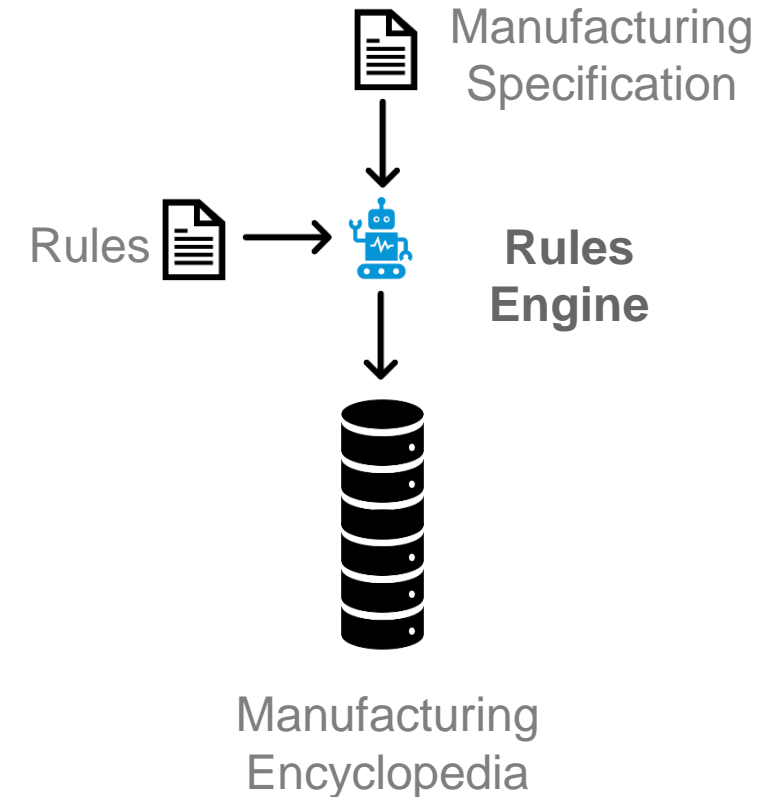 Manufacturing
Specification
Rules
Rules
Engine
Manufacturing
Encyclopedia